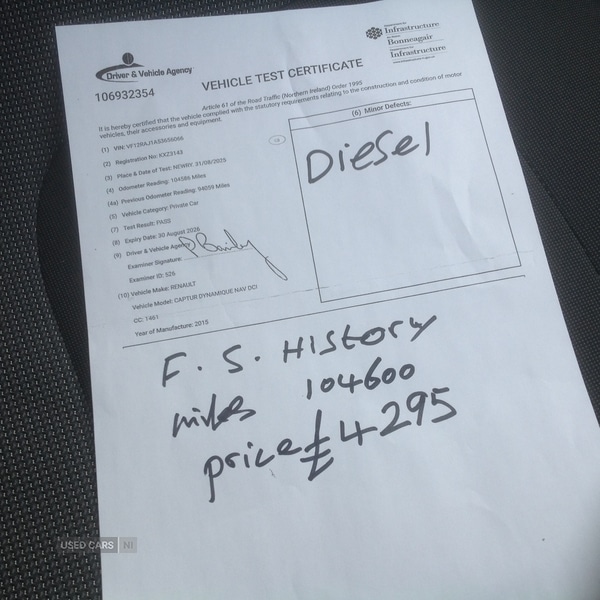 Driver & Vehicle Agency
106932354
Department for
Infrastructure
Bonneagair
Infrastructure
VEHICLE TEST CERTIFICATE
Article 61 of the Road Traffic (Northern Ireland) Order 1995
It is hereby certified that the vehicle complied with the statutory requirements relating to the construction and condition of motor
vehicles, their accessories and equipment.
(1) VIN:
(2) Registration No: KXZ3143
(3) Place & Date of Test: NEWRY 31/08/2025
(4) Odometer Reading: 104586 Miles
(4a) Previous Odometer Reading: 94059 Miles
(5) Vehicle Category: Private Car
(7) Test Result: PASS
(8) Expiry Date: 30 August 2026
(9) Driver & Vehicle Agency
Examiner Signature:
P Bailey
Examiner ID: 526
(10) Vehicle Make: RENAULT
Vehicle Model: CAPTUR DYNAMIQUE NAV DCI
CC: 1461
Year of Manufacture: 2015
(6) Minor Defects:
Diesel
F. S. History
miles 104600
price £4295
USED CARS NI